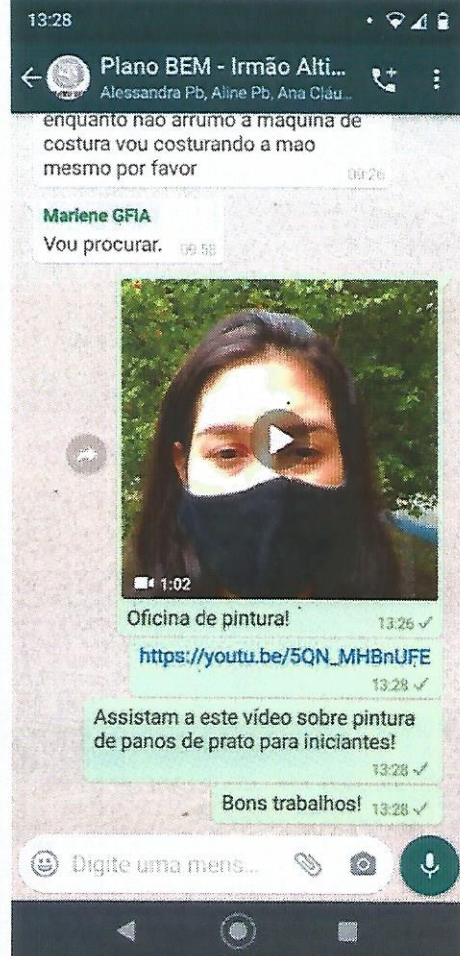 13:28
Plano BEM - Irmão Alti...
Alessandra Pb, Aline Pb, Ana Cláu...
enquanto não arrumo a maquina de
costura vou costurando a mao
mesmo por favor
09:26
Mariene GFIA
Vou procurar. 09:58
1:02
Oficina de pintura! 13:26
https://youtu.be/5QN_MHBnUFE
13:28
Assistam a este vídeo sobre pintura
de panos de prato para iniciantes!
13:28
Bons trabalhos! 13:28
Digite uma mens...